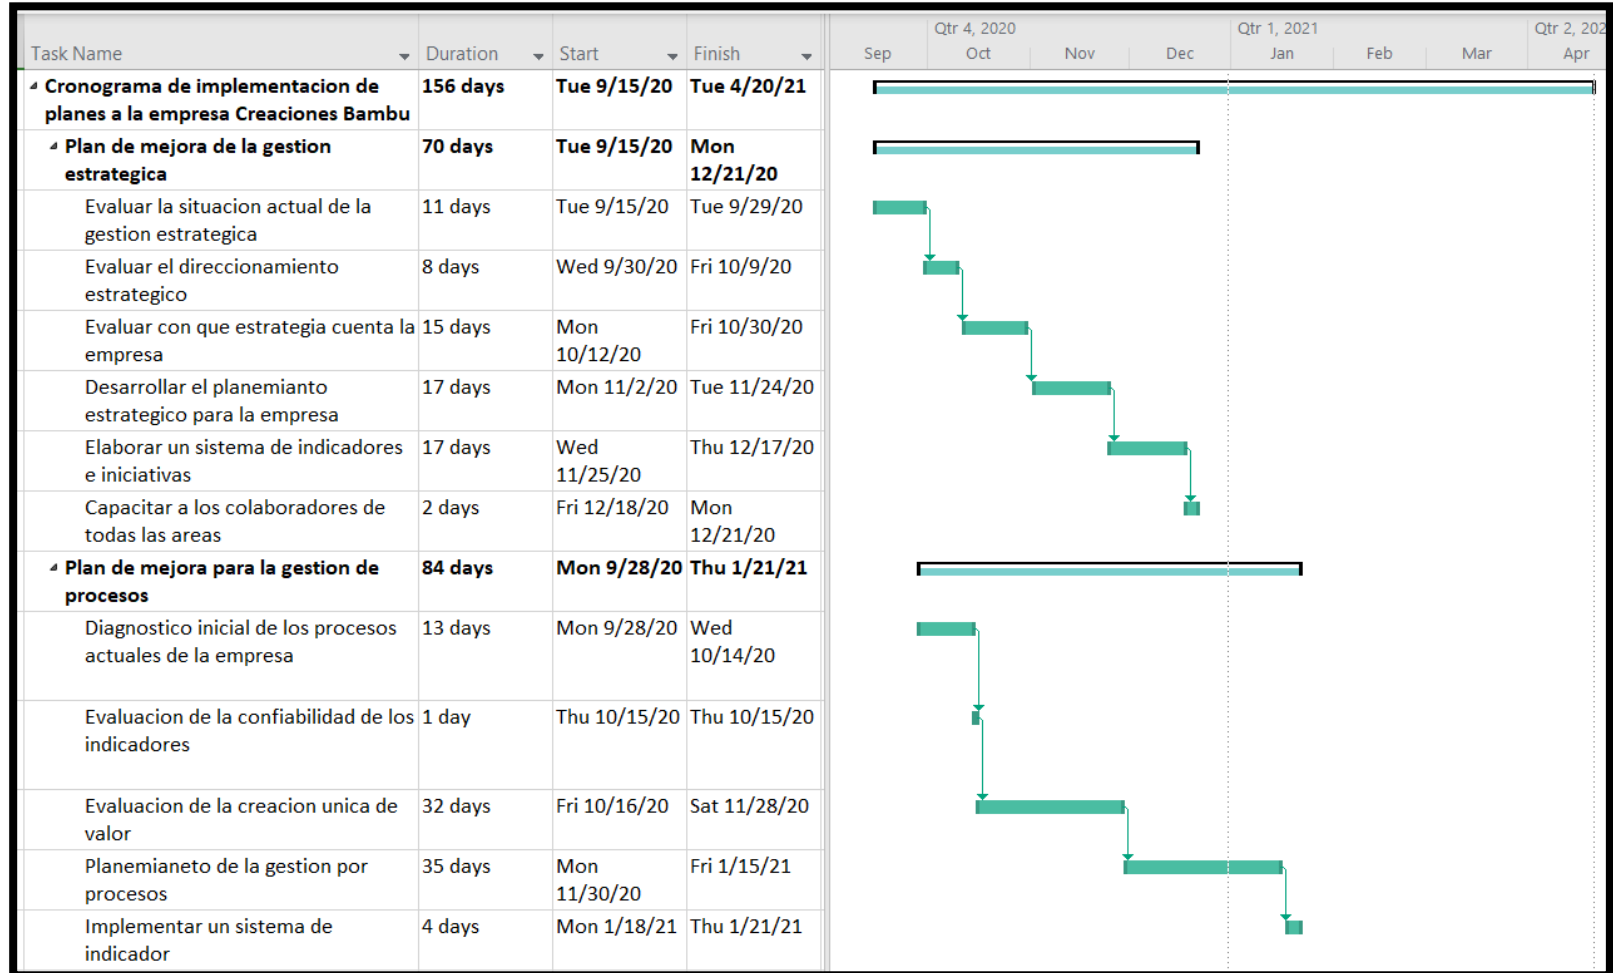 Qtr 4, 2020 Qtr 1, 2021 Qtr 2, 202
Task Name Duration Start Finish Sep Oct Nov Dec Jan Feb Mar Apr
Cronograma de implementacion de 156 days Tue 9/15/20 Tue 4/20/21
planes a la empresa Creaciones Bambu
Plan de mejora de la gestion 70 days Tue 9/15/20 Mon
estrategica 12/21/20
Evaluar la situacion actual de la 11 days Tue 9/15/20 Tue 9/29/20
gestion estrategica
Evaluar el direccionamiento 8 days Wed 9/30/20 Fri 10/9/20
estrategico
Evaluar con que estrategia cuenta la 15 days Mon Fri 10/30/20
empresa 10/12/20
Desarrollar el planemianto 17 days Mon 11/2/20 Tue 11/24/20
estrategico para la empresa
Elaborar un sistema de indicadores 17 days Wed Thu 12/17/20
e iniciativas 11/25/20
Capacitar a los colaboradores de 2 days Fri 12/18/20 Mon
todas las areas 12/21/20
Plan de mejora para la gestion de 84 days Mon 9/28/20 Thu 1/21/21
procesos
Diagnostico inicial de los procesos 13 days Mon 9/28/20 Wed
actuales de la empresa 10/14/20
Evaluacion de la confiabilidad de los 1 day Thu 10/15/20 Thu 10/15/20
indicadores
Evaluacion de la creacion unica de 32 days Fri 10/16/20 Sat 11/28/20
valor
Planemianeto de la gestion por 35 days Mon Fri 1/15/21
procesos 11/30/20
Implementar un sistema de 4 days Mon 1/18/21 Thu 1/21/21
indicador